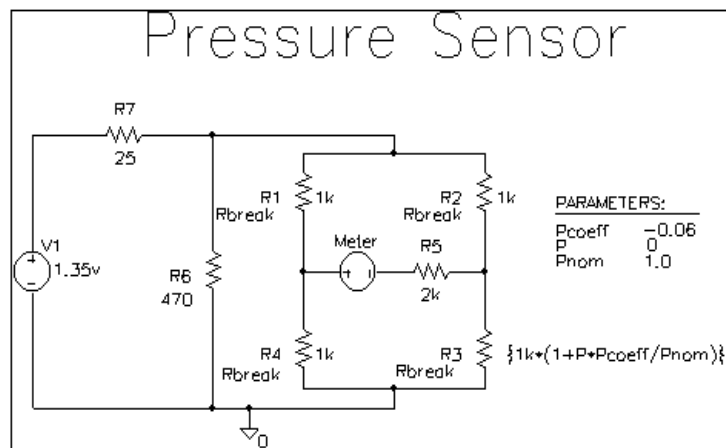 Pressure Sensor
R7
25
R1
1k
Rbreak
R2
1k
Rbreak
PARAMETERS:
Pcoeff -0.06
P 0
Pnom 1.0
V1
1.35v
+
-
R6
470
Meter
+ -
R5
2k
R4
1k
Rbreak
R3
Rbreak
{1k*(1+P*Pcoeff/Pnom)}
0